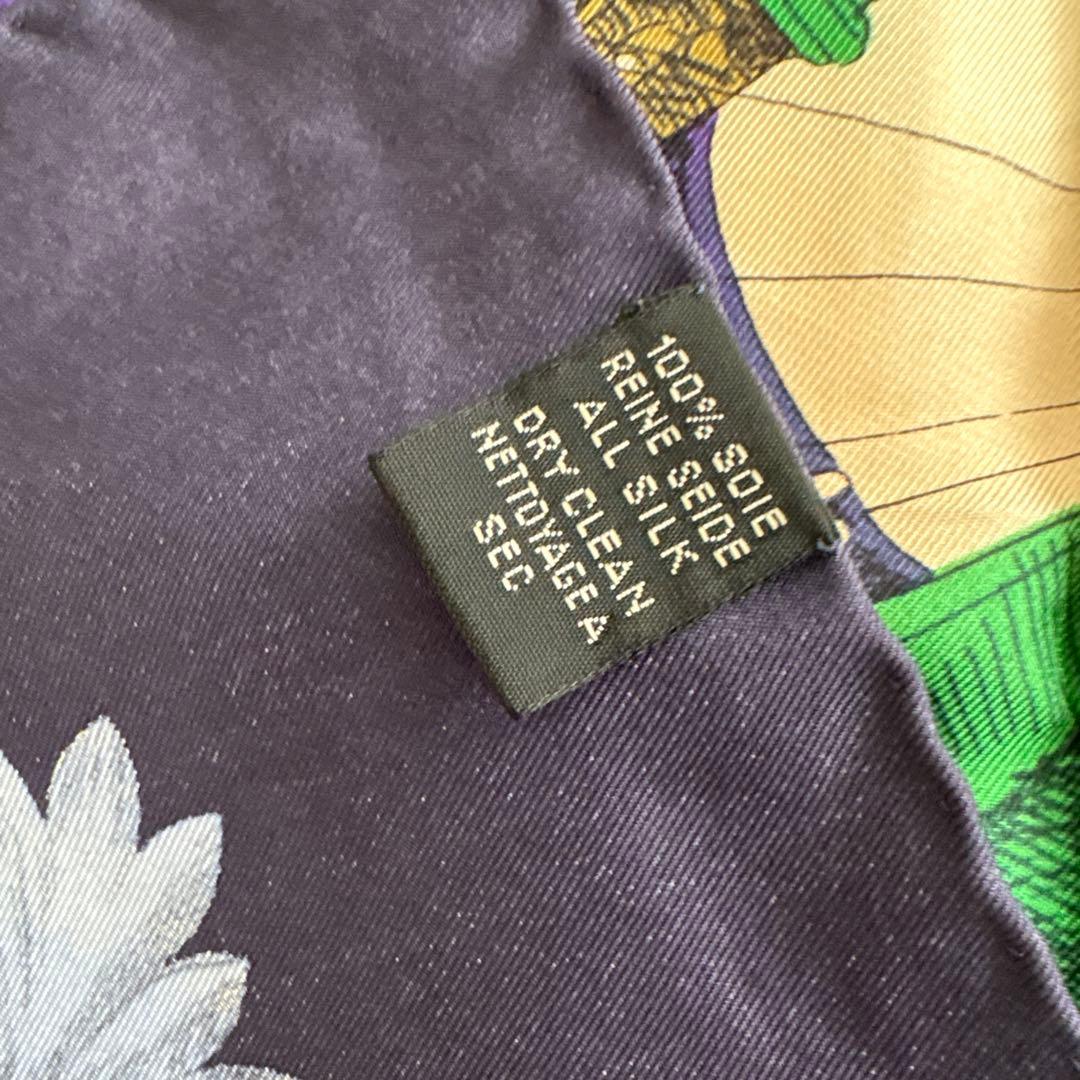 100% SOIE
REINE SEIDE
ALL SILK
DRY CLEAN
NETTOYAGE A
SEC